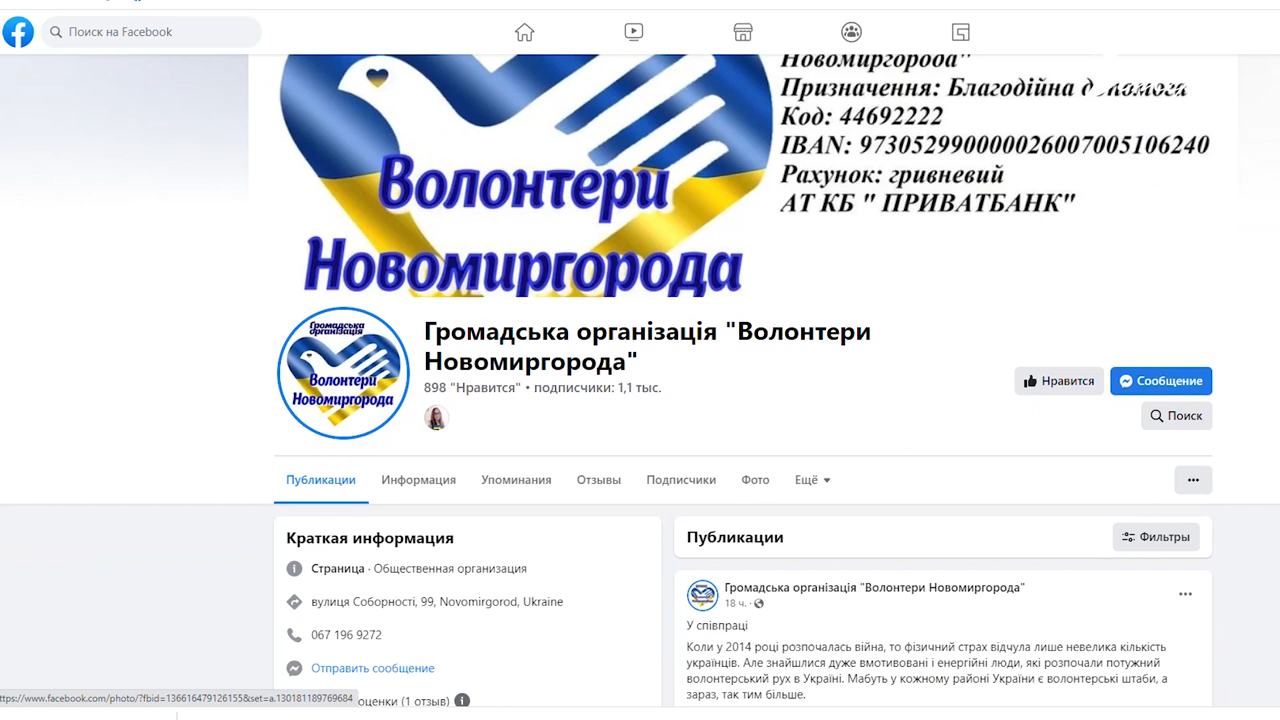 Поиск на Facebook
Новомиргорода"
Призначення: Благодійна допомога
Код: 44692222
IBAN: 973052990000026007005106240
Рахунок: гривневий
АТ КБ " ПРИВАТБАНК"
Волонтери
Новомиргорода
Громадська
організація
Волонтери
Новомиргорода
Громадська організація "Волонтери
Новомиргорода"
898 "Нравится" • подписчики: 1,1 тыс.
Нравится
Сообщение
Поиск
Публикации
Информация
Упоминания
Отзывы
Подписчики
Фото
Ещё
Краткая информация
Страница · Общественная организация
вулиця Соборності, 99, Novomirgorod, Ukraine
067 196 9272
Отправить сообщение
оценки (1 отзыв)
ttps://www.facebook.com/photo/?fbid=136616479126155&set=a.130181189769684
Публикации
Фильтры
Громадська організація "Волонтери Новомиргорода"
18 ч. ·
У співпраці
Коли у 2014 році розпочалась війна, то фізичний страх відчула лише невелика кількість
українців. Але знайшлися дуже вмотивовані і енергійні люди, які розпочали потужний
волонтерський рух в Україні. Мабуть у кожному районі України є волонтерські штаби, а
зараз, так тим більше.